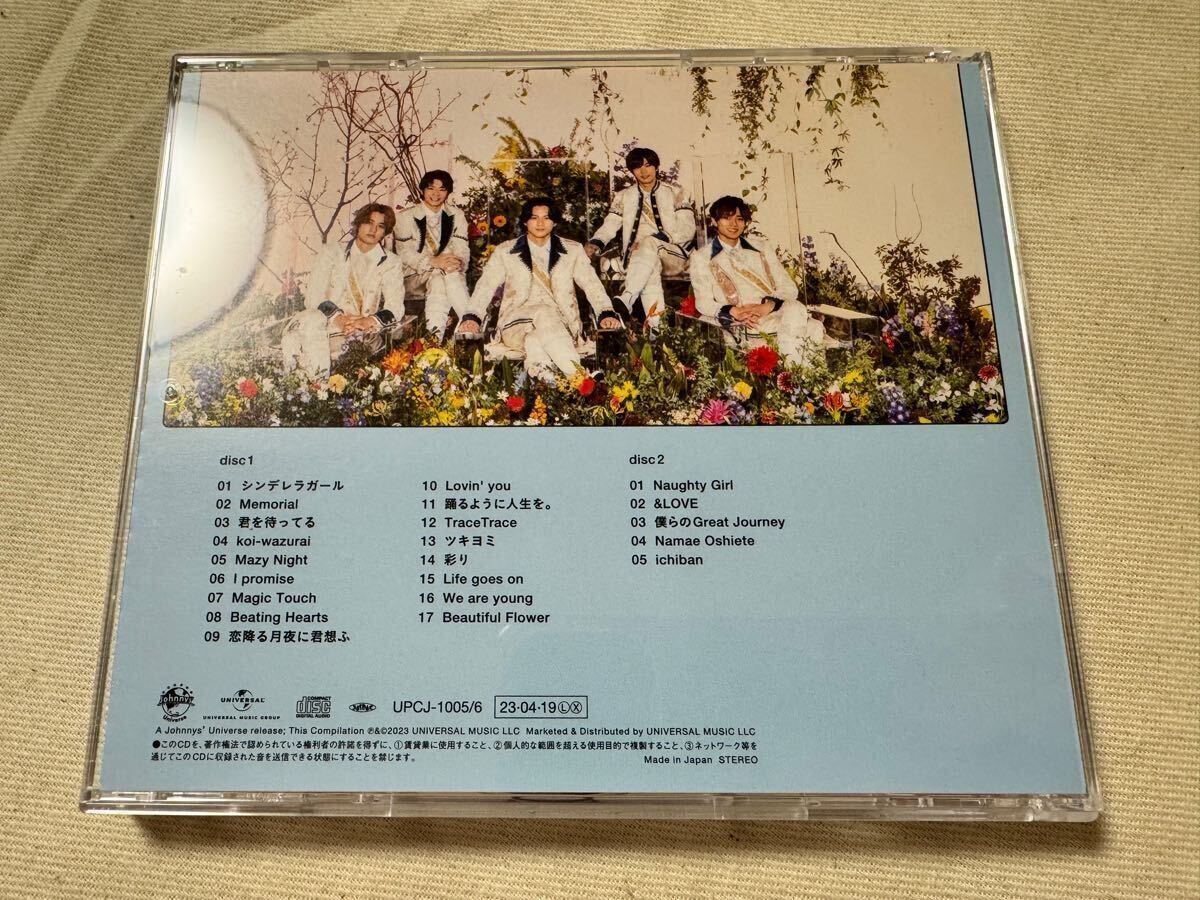 disc1
01 シンデレラガール
02 Memorial
03 君を待ってる
04 koi-wazurai
05 Mazy Night
06 I promise
07 Magic Touch
08 Beating Hearts
09 恋降る月夜に君想ふ
10 Lovin' you
11 踊るように人生を。
12 TraceTrace
13 ツキヨミ
14 彩り
15 Life goes on
16 We are young
17 Beautiful Flower
disc2
01 Naughty Girl
02 &LOVE
03 僕らのGreat Journey
04 Namae Oshiete
05 ichiban
Johnnys'
Universe
UNIVERSAL
UNIVERSAL MUSIC GROUP
COMPACT
disc
DIGITAL AUDIO
UPCJ-1005/6
23·04·19ⓁⓍ
A Johnnys' Universe release; This Compilation ℗&©2023 UNIVERSAL MUSIC LLC Marketed & Distributed by UNIVERSAL MUSIC LLC
●このCDを、著作権法で認められている権利者の許諾を得ずに、①賃貸業に使用すること、②個人的な範囲を超える使用目的で複製すること、③ネットワーク等を
通じてこのCDに収録された音を送信できる状態にすることを禁じます。
Made in Japan STEREO